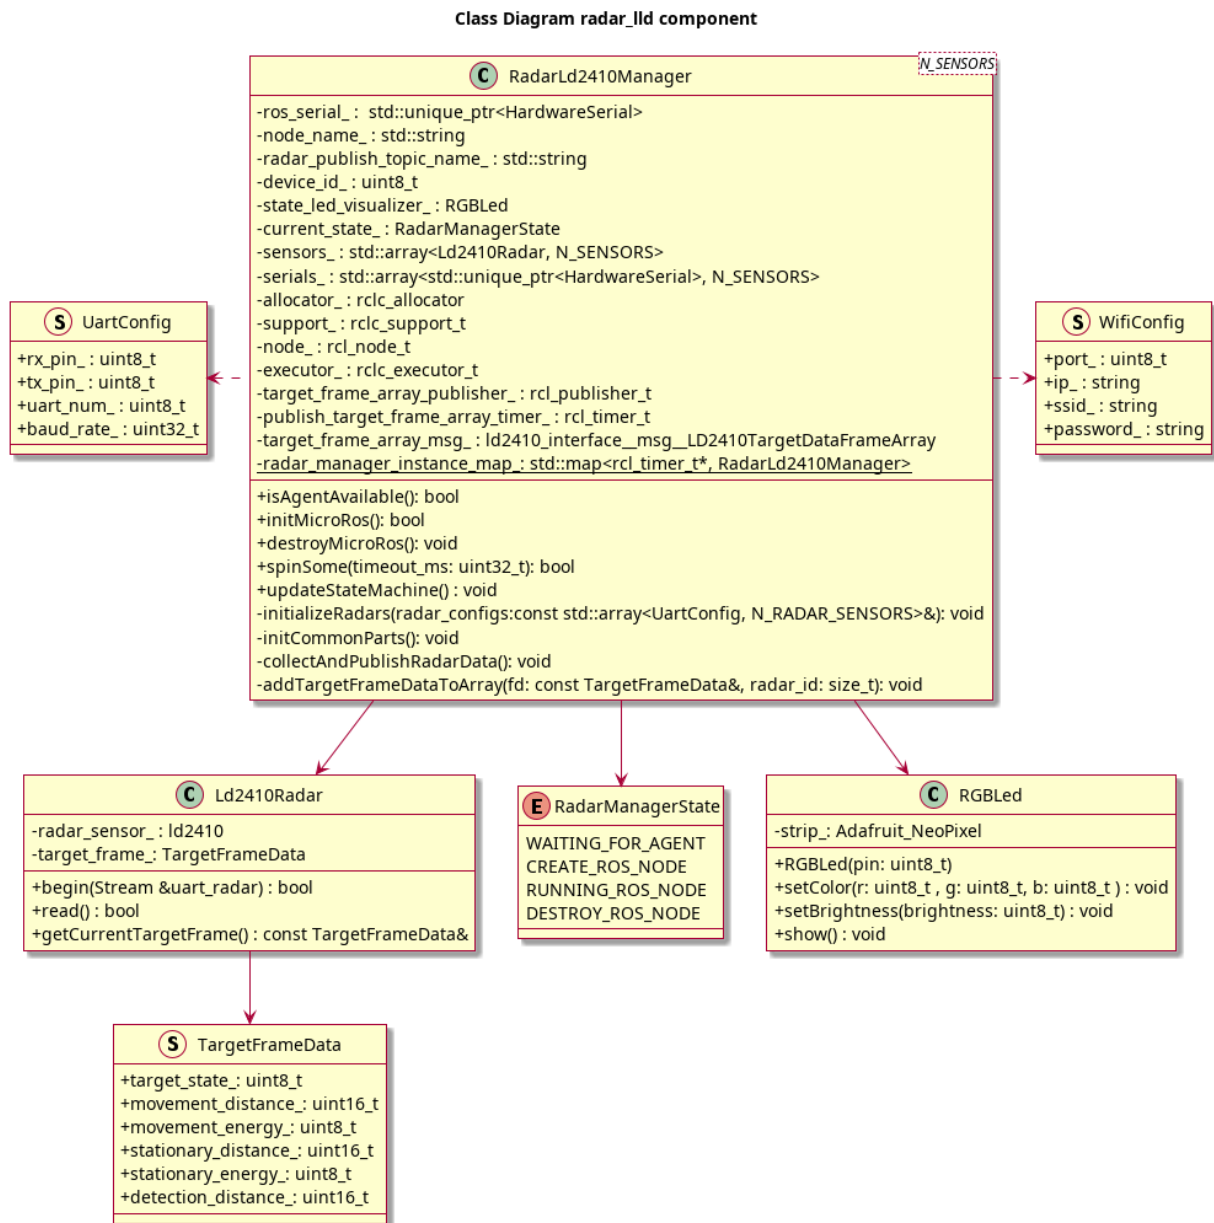 Class Diagram radar_lld component
N_SENSORS
C RadarLd2410Manager
-ros_serial_ :  std::unique_ptr<HardwareSerial>
-node_name_ : std::string
-radar_publish_topic_name_ : std::string
-device_id_ : uint8_t
-state_led_visualizer_ : RGBLed
-current_state_ : RadarManagerState
-sensors_ : std::array<Ld2410Radar, N_SENSORS>
-serials_ : std::array<std::unique_ptr<HardwareSerial>, N_SENSORS>
-allocator_ : rclc_allocator
-support_ : rclc_support_t
-node_ : rcl_node_t
-executor_ : rclc_executor_t
-target_frame_array_publisher_ : rcl_publisher_t
-publish_target_frame_array_timer_ : rcl_timer_t
-target_frame_array_msg_ : ld2410_interface__msg__LD2410TargetDataFrameArray
-radar_manager_instance_map_: std::map<rcl_timer_t*, RadarLd2410Manager>
+isAgentAvailable(): bool
+initMicroRos(): bool
+destroyMicroRos(): void
+spinSome(timeout_ms: uint32_t): bool
+updateStateMachine() : void
-initializeRadars(radar_configs:const std::array<UartConfig, N_RADAR_SENSORS>&): void
-initCommonParts(): void
-collectAndPublishRadarData(): void
-addTargetFrameDataToArray(fd: const TargetFrameData&, radar_id: size_t): void
S UartConfig
+rx_pin_ : uint8_t
+tx_pin_ : uint8_t
+uart_num_ : uint8_t
+baud_rate_ : uint32_t
S WifiConfig
+port_ : uint8_t
+ip_ : string
+ssid_ : string
+password_ : string
C Ld2410Radar
-radar_sensor_ : ld2410
-target_frame_: TargetFrameData
+begin(Stream &uart_radar) : bool
+read() : bool
+getCurrentTargetFrame() : const TargetFrameData&
E RadarManagerState
WAITING_FOR_AGENT
CREATE_ROS_NODE
RUNNING_ROS_NODE
DESTROY_ROS_NODE
C RGBLed
-strip_: Adafruit_NeoPixel
+RGBLed(pin: uint8_t)
+setColor(r: uint8_t , g: uint8_t, b: uint8_t ) : void
+setBrightness(brightness: uint8_t) : void
+show() : void
S TargetFrameData
+target_state_: uint8_t
+movement_distance_: uint16_t
+movement_energy_: uint8_t
+stationary_distance_: uint16_t
+stationary_energy_: uint8_t
+detection_distance_: uint16_t